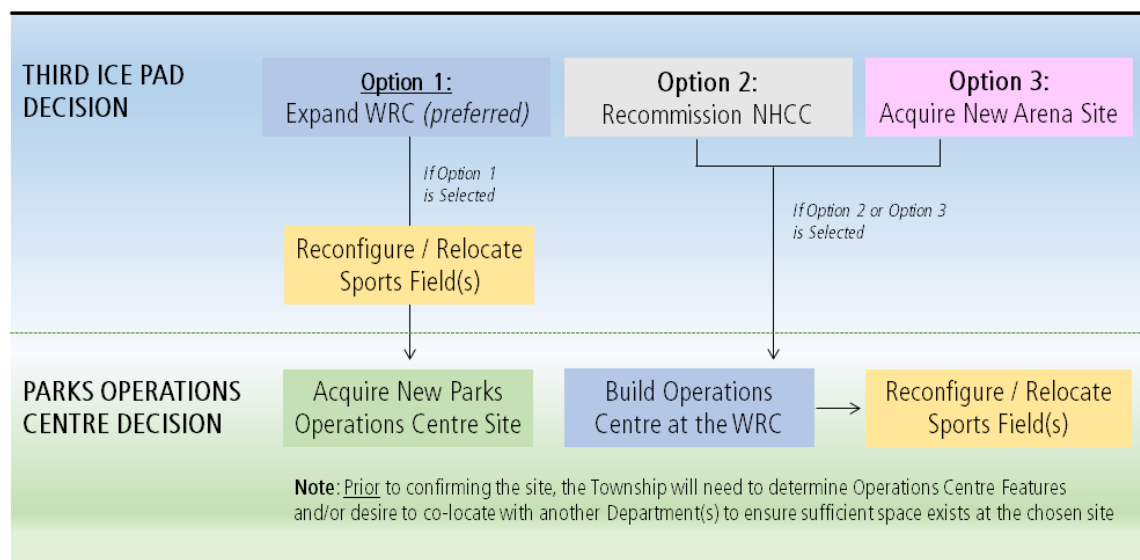 THIRD ICE PAD
DECISION
Option 1:
Expand WRC (preferred)
Option 2:
Recommission NHCC
Option 3:
Acquire New Arena Site
If Option 1
is Selected
If Option 2 or Option 3
is Selected
Reconfigure / Relocate
Sports Field(s)
PARKS OPERATIONS
CENTRE DECISION
Acquire New Parks
Operations Centre Site
Build Operations
Centre at the WRC
Reconfigure / Relocate
Sports Field(s)
Note: Prior to confirming the site, the Township will need to determine Operations Centre Features
and/or desire to co-locate with another Department(s) to ensure sufficient space exists at the chosen site